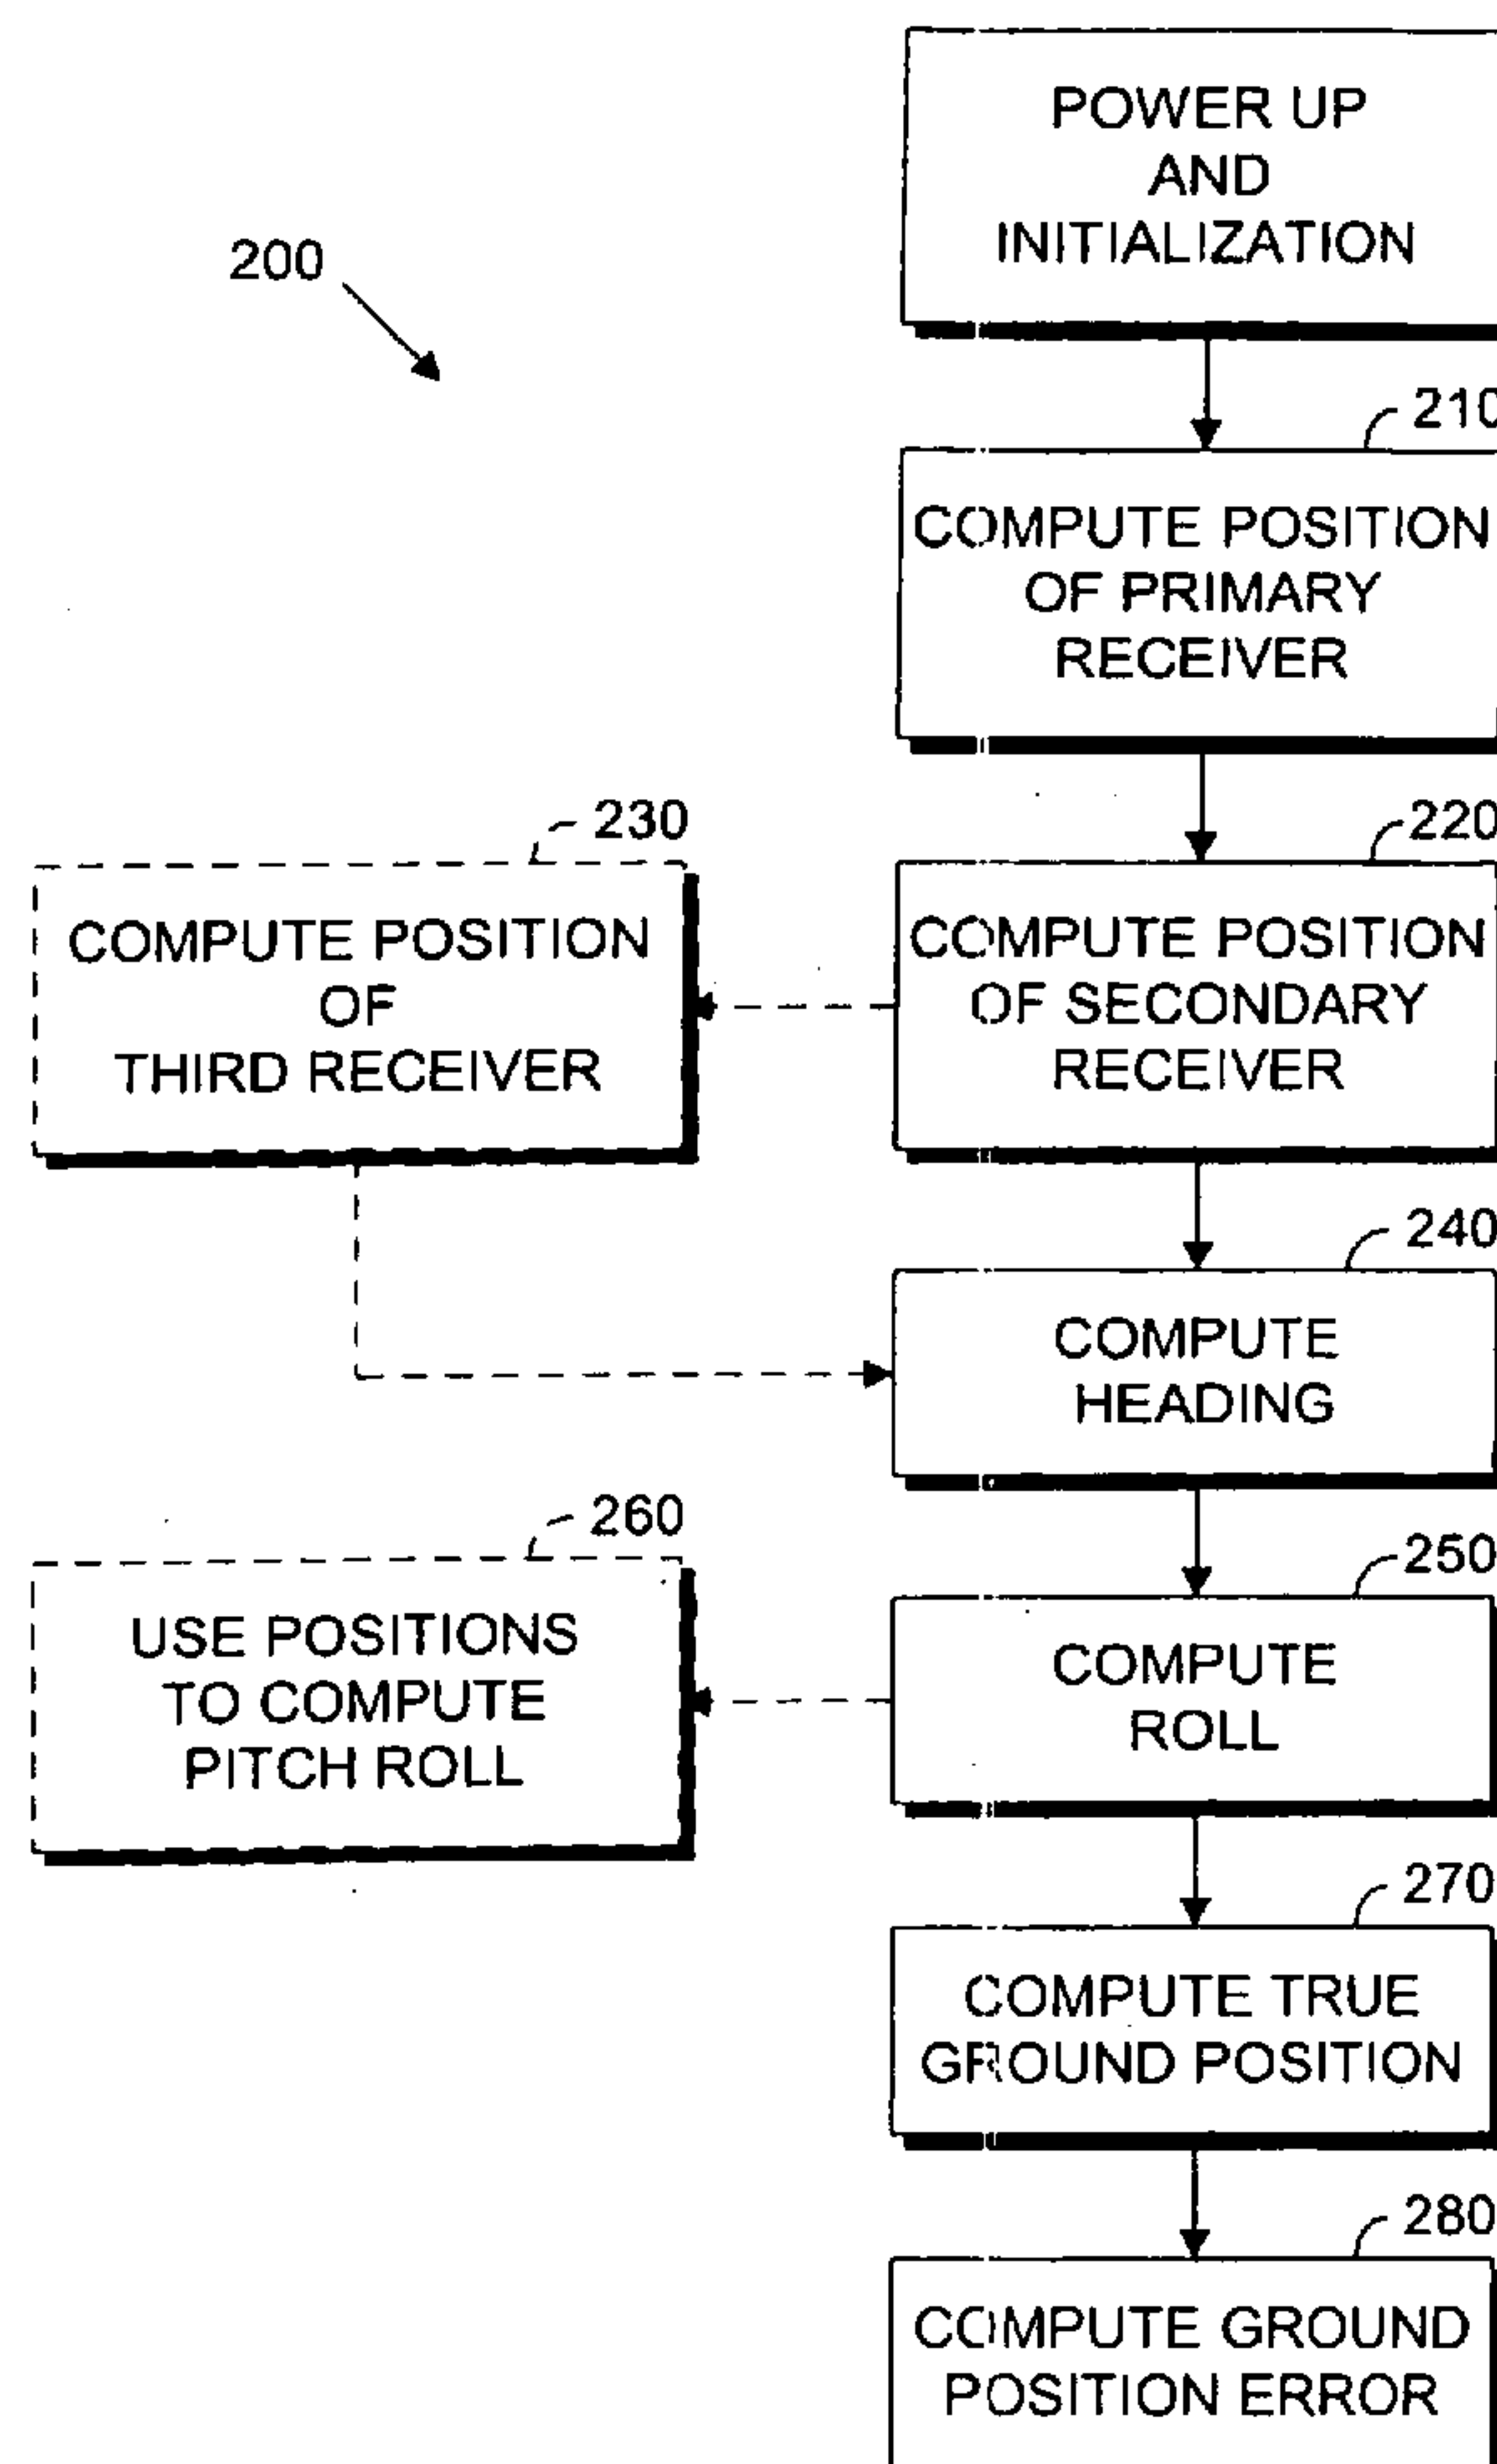 POWER UP
AND
INITIALIZATION
200
210
COMPUTE POSITION
OF PRIMARY
RECEIVER
230
COMPUTE POSITION
OF
THIRD RECEIVER
220
COMPUTE POSITION
OF SECONDARY
RECEIVER
240
COMPUTE
HEADING
260
USE POSITIONS
TO COMPUTE
PITCH ROLL
250
COMPUTE
ROLL
270
COMPUTE TRUE
GROUND POSITION
280
COMPUTE GROUND
POSITION ERROR